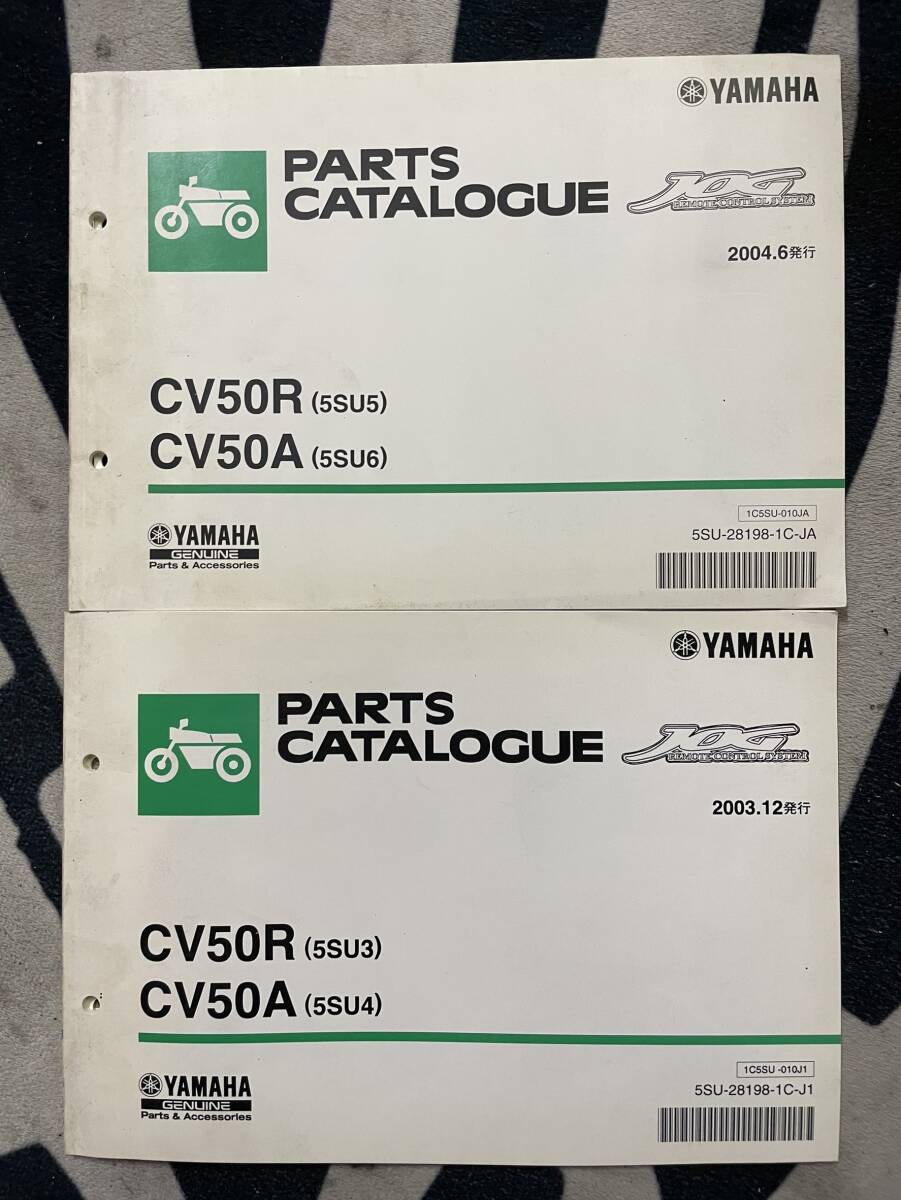 YAMAHA
PARTS
CATALOGUE
JOG
REMOTE CONTROL SYSTEM
2004.6発行
CV50R (5SU5)
CV50A (5SU6)
1C5SU-010JA
YAMAHA
GENUINE
Parts & Accessories
5SU-28198-1C-JA
YAMAHA
PARTS
CATALOGUE
JOG
REMOTE CONTROL SYSTEM
2003.12発行
CV50R (5SU3)
CV50A (5SU4)
1C5SU-010J1
YAMAHA
GENUINE
Parts & Accessories
5SU-28198-1C-J1